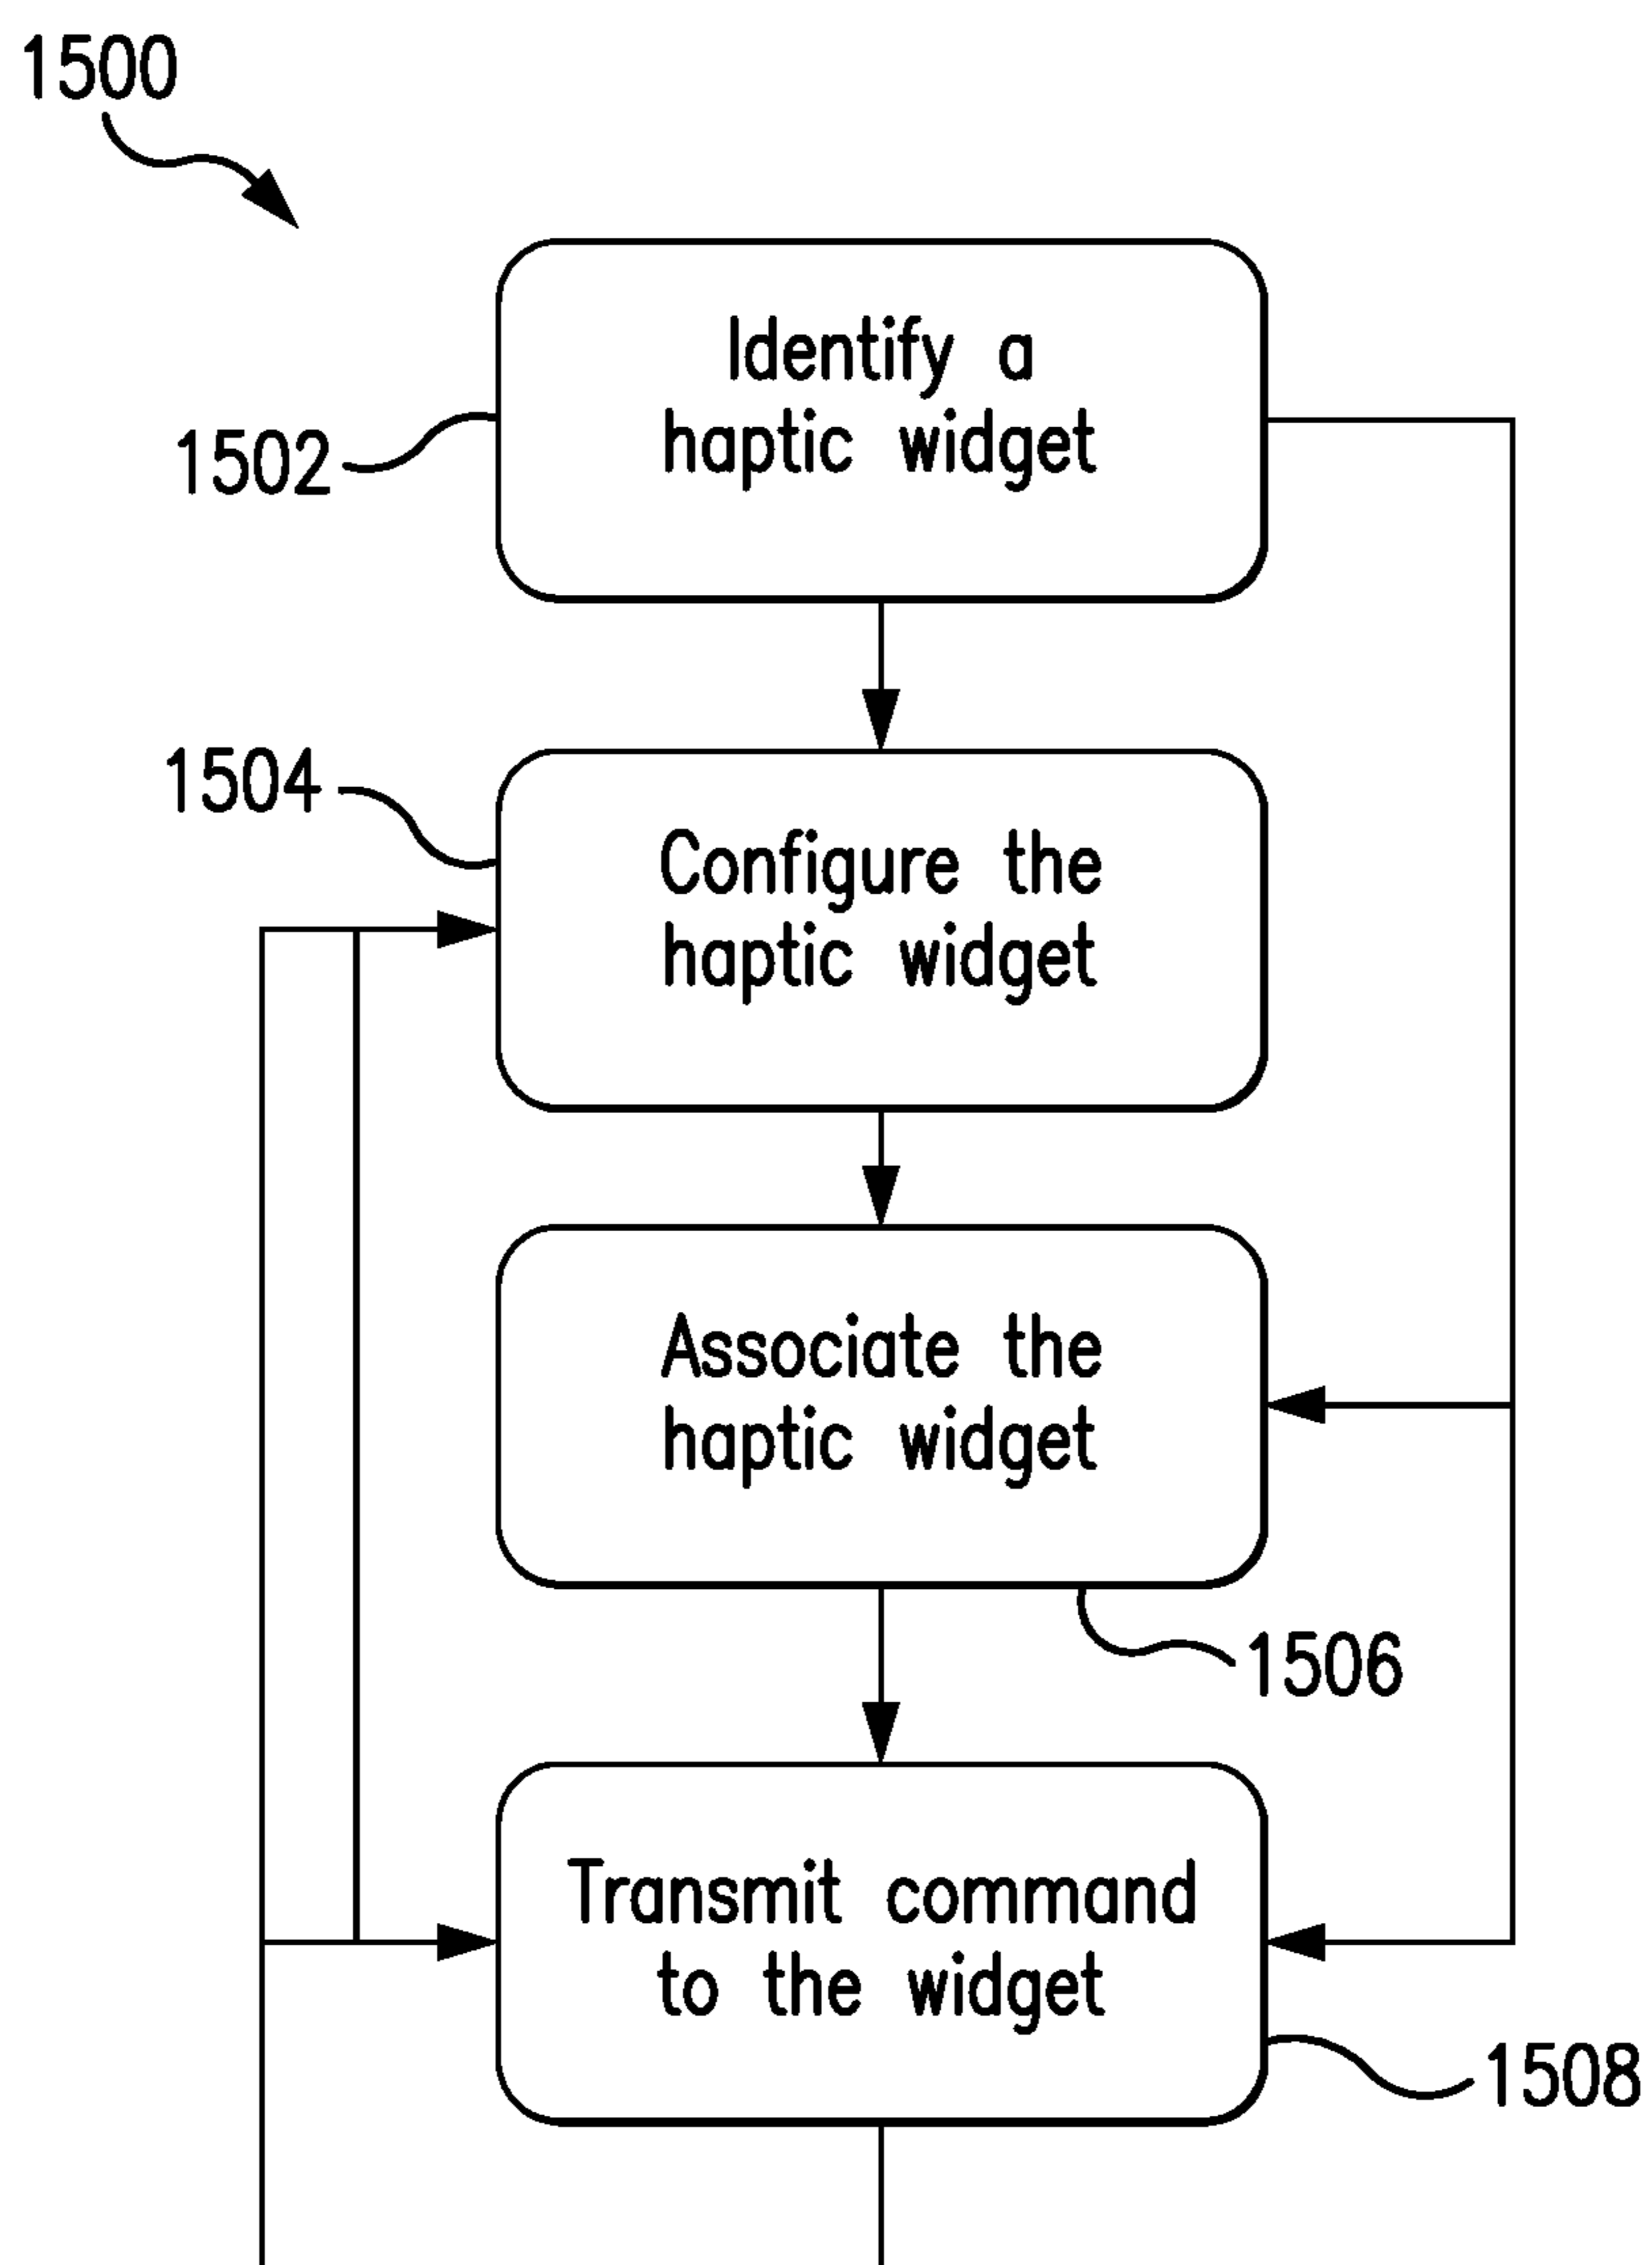 1500
Identify a
haptic widget
1502
1504
Configure the
haptic widget
Associate the
haptic widget
1506
Transmit command
to the widget
1508